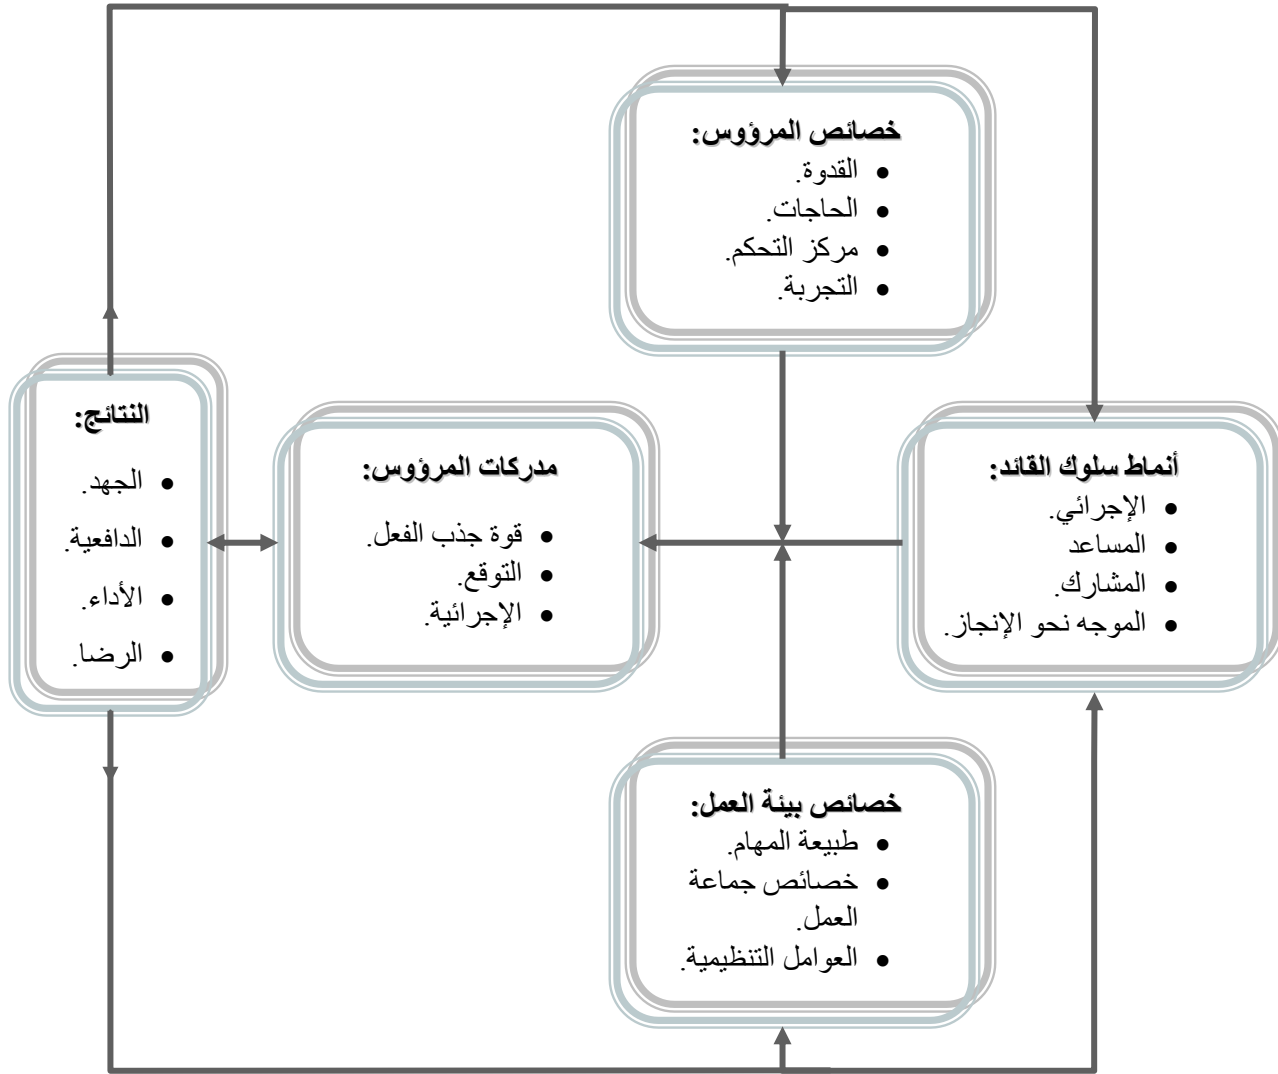 خصائص المرؤوس:
• القدوة.
• الحاجات.
• مركز التحكم.
• التجربة.
أنماط سلوك القائد:
• الإجرائي.
• المساعد
• المشارك.
• الموجه نحو الإنجاز.
مدركات المرؤوس:
• قوة جذب الفعل.
• التوقع.
• الإجرائية.
النتائج:
• الجهد.
• الدافعية.
• الأداء.
• الرضا.
خصائص بيئة العمل:
• طبيعة المهام.
• خصائص جماعة
العمل.
• العوامل التنظيمية.